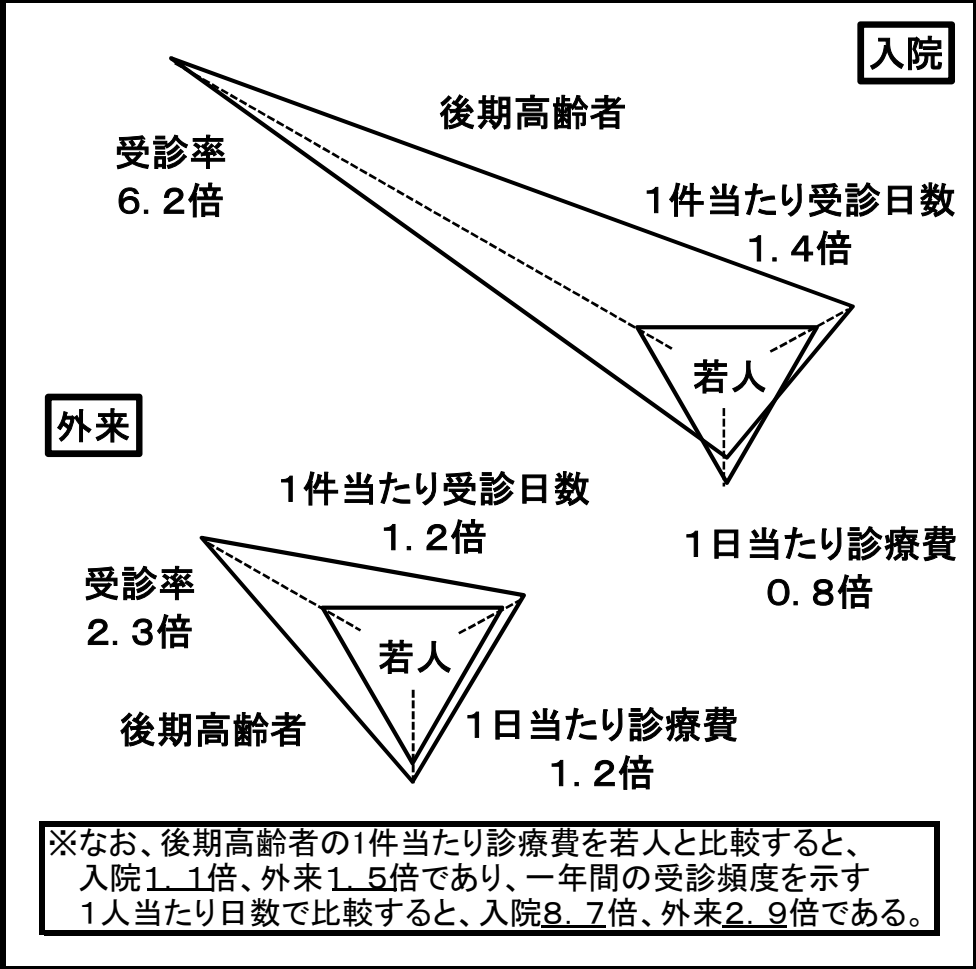 入院
後期高齢者
受診率
６．２倍
１件当たり受診日数
１．４倍
若人
１日当たり診療費
０．８倍
外来
１件当たり受診日数
１．２倍
受診率
２．３倍
若人
後期高齢者
１日当たり診療費
１．２倍
※なお、後期高齢者の1件当たり診療費を若人と比較すると、
入院１．１倍、外来１．５倍であり、一年間の受診頻度を示す
１人当たり日数で比較すると、入院８．７倍、外来２．９倍である。